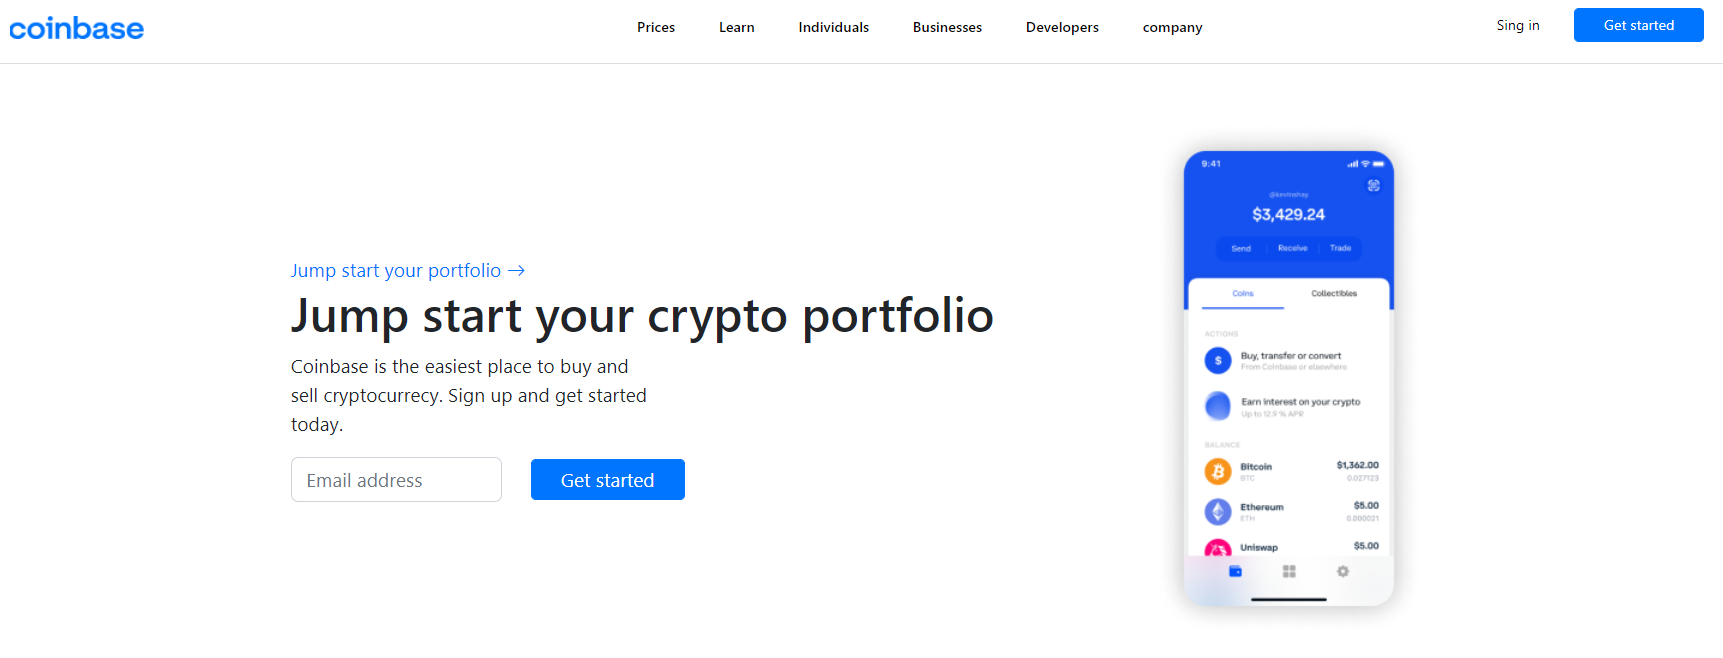 coinbase
Prices Learn Individuals Businesses Developers company
Sing in Get started
Jump start your portfolio →
Jump start your crypto portfolio
Coinbase is the easiest place to buy and
sell cryptocurrecy. Sign up and get started
today.
Email address Get started
9:41
@kevinshay
$3,429.24
Send Receive Trade
Coins Collectibles
ACTIONS
$ Buy, transfer or convert
From Coinbase or elsewhere
Earn interest on your crypto
Up to 12.9 % APR
BALANCE
Bitcoin $1,362.00
BTC 0.027123
Ethereum $5.00
ETH 0.000021
Uniswap $5.00